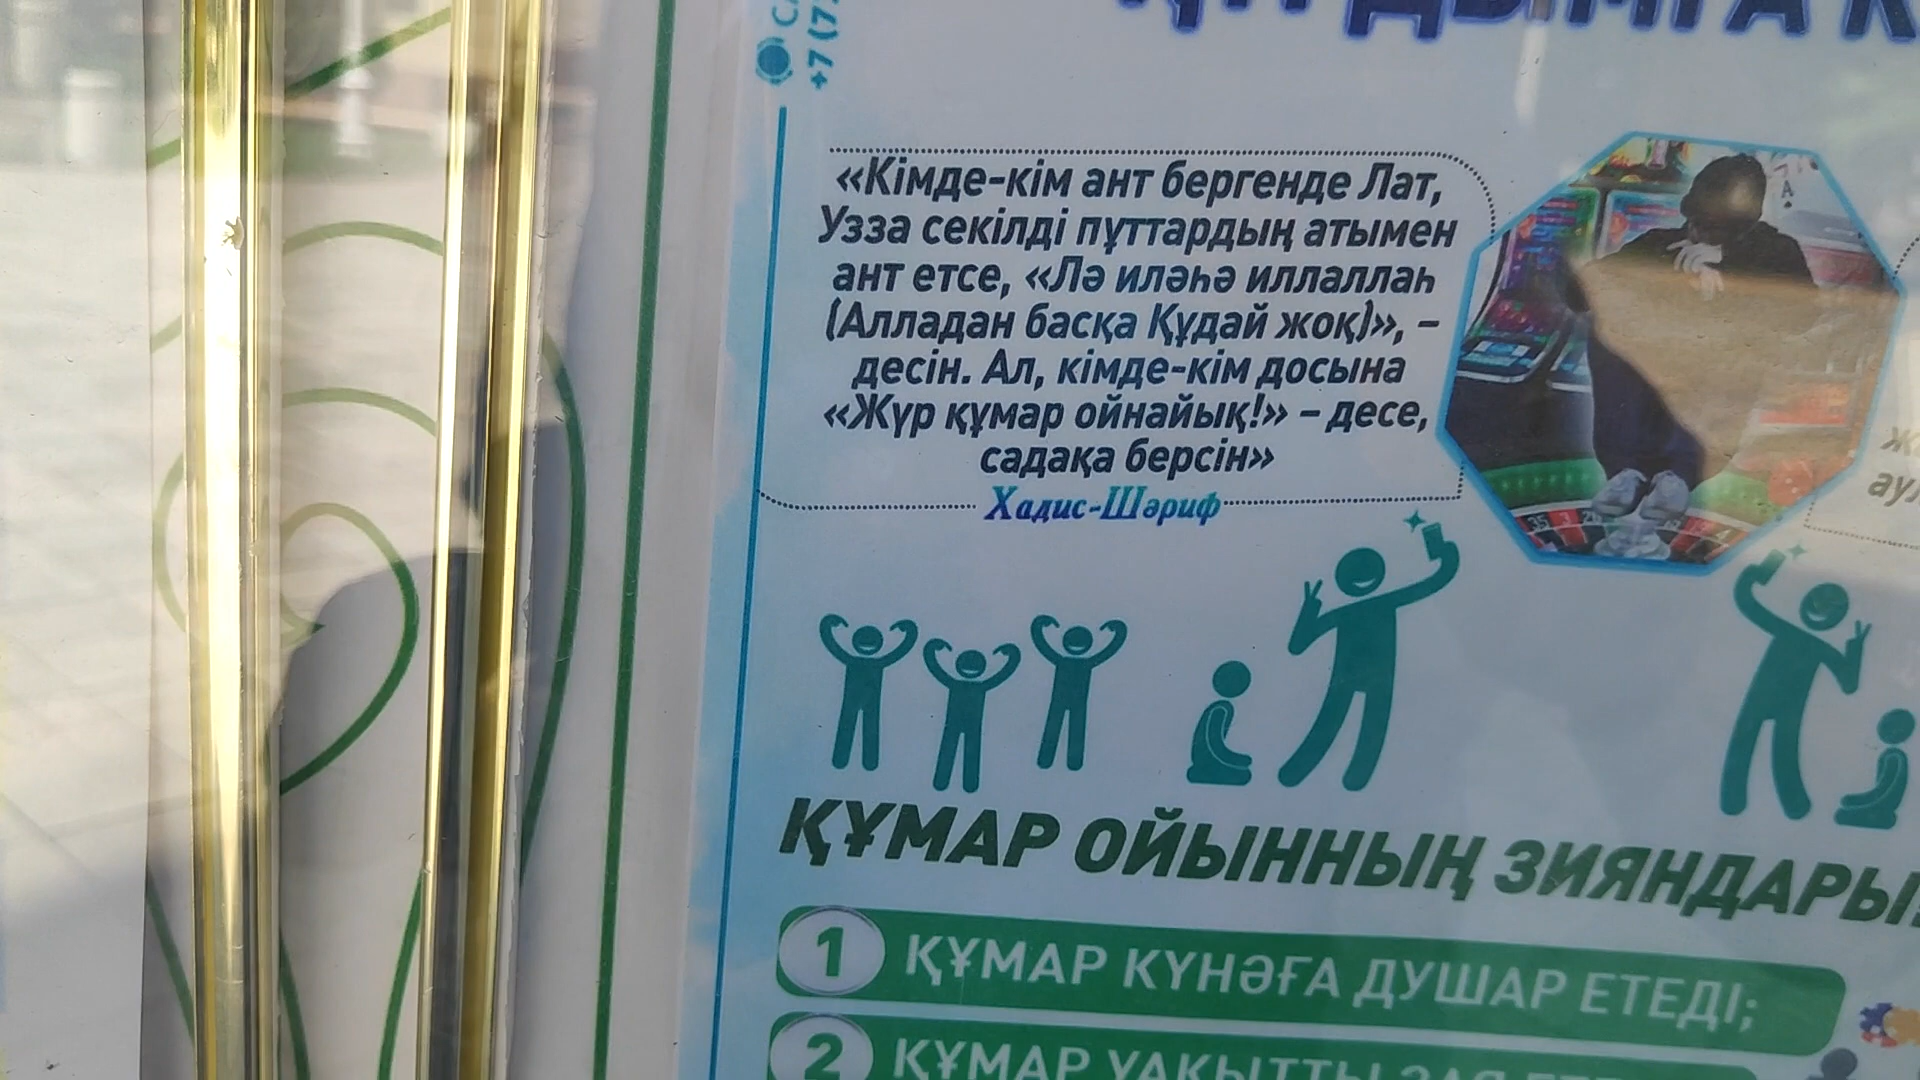 +7 (7
«Кімде-кім ант бергенде Лат,
Узза секілді пұттардың атымен
ант етсе, «Лә иләһә иллаллаһ
(Алладан басқа Құдай жоқ)», –
десін. Ал, кімде-кім досына
«Жүр құмар ойнайық!» – десе,
садақа берсін»
Хадис-Шәриф
ҚҰМАР ОЙЫННЫҢ ЗИЯНДАРЫ
1 ҚҰМАР КҮНӘҒА ДУШАР ЕТЕДІ;
2 ҚҰМАР УАҚЫТТЫ